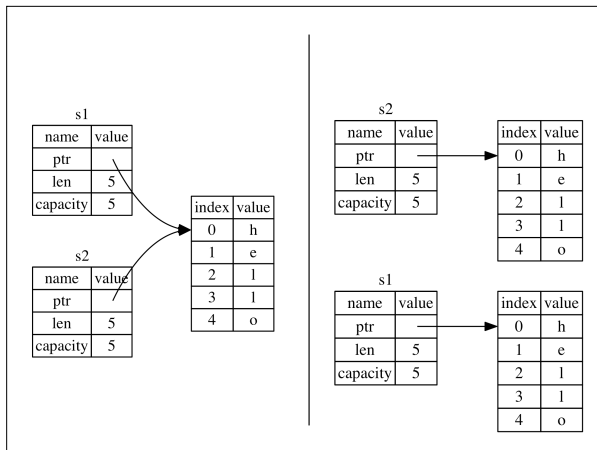 s1
name value
ptr
len 5
capacity 5
s2
name value
ptr
len 5
capacity 5
index value
0 h
1 e
2 l
3 l
4 o
s2
name value
ptr
len 5
capacity 5
index value
0 h
1 e
2 l
3 l
4 o
s1
name value
ptr
len 5
capacity 5
index value
0 h
1 e
2 l
3 l
4 o